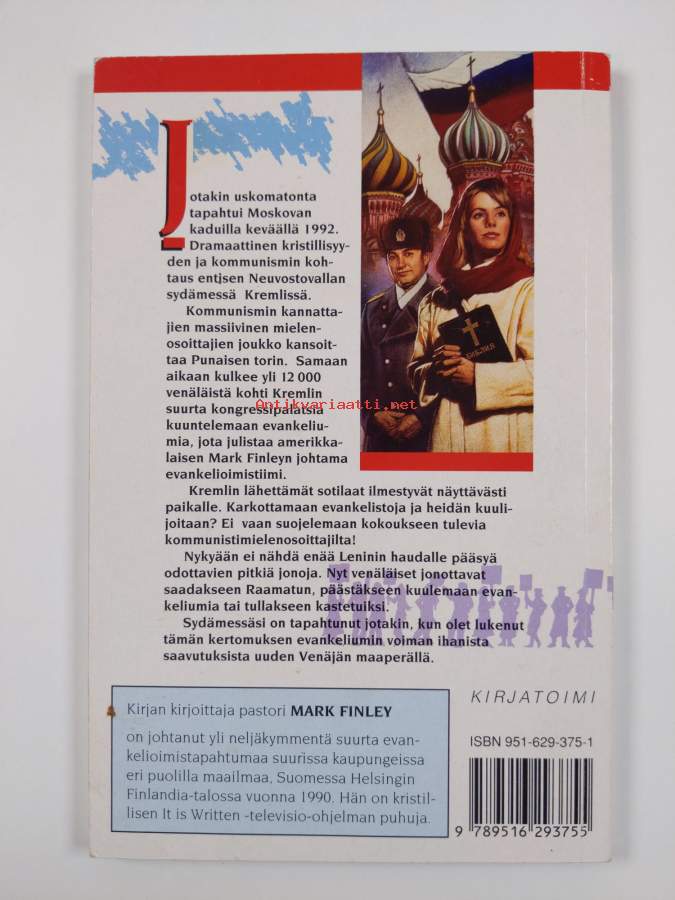 Jotakin uskomatonta
tapahtui Moskovan
kaduilla keväällä 1992.
Dramaattinen kristillisyy-
den ja kommunismin koh-
taus entisen Neuvostovallan
sydämessä Kremlissä.
Kommunismin kannatta-
jien massiivinen mielen-
osoittajien joukko kansoit-
taa Punaisen torin. Samaan
aikaan kulkee yli 12 000
venäläistä kohti Kremlin
suurta kongressipalatsia
Antikvariaatti.net
kuuntelemaan evankeliu-
mia, jota julistaa amerikka-
laisen Mark Finleyn johtama
evankelioimistiimi.
БИБЛИЯ
Kremlin lähettämät sotilaat ilmestyvät näyttävästi
paikalle. Karkottamaan evankelistoja ja heidän kuuli-
joitaan? Ei vaan suojelemaan kokoukseen tulevia
kommunistimielenosoittajilta!
Nykyään ei nähdä enää Leninin haudalle pääsyä
odottavien pitkiä jonoja. Nyt venäläiset jonottavat
saadakseen Raamatun, päästäkseen kuulemaan evan-
keliumia tai tullakseen kastetuiksi.
Sydämessäsi on tapahtunut jotakin, kun olet lukenut
tämän kertomuksen evankeliumin voiman ihanista
saavutuksista uuden Venäjän maaperällä.
Kirjan kirjoittaja pastori MARK FINLEY
on johtanut yli neljäkymmentä suurta evan-
kelioimistapahtumaa suurissa kaupungeissa
eri puolilla maailmaa, Suomessa Helsingin
Finlandia-talossa vuonna 1990. Hän on kristil-
lisen It is Written -televisio-ohjelman puhuja.
KIRJATOIMI
ISBN 951-629-375-1
9 789516 293755